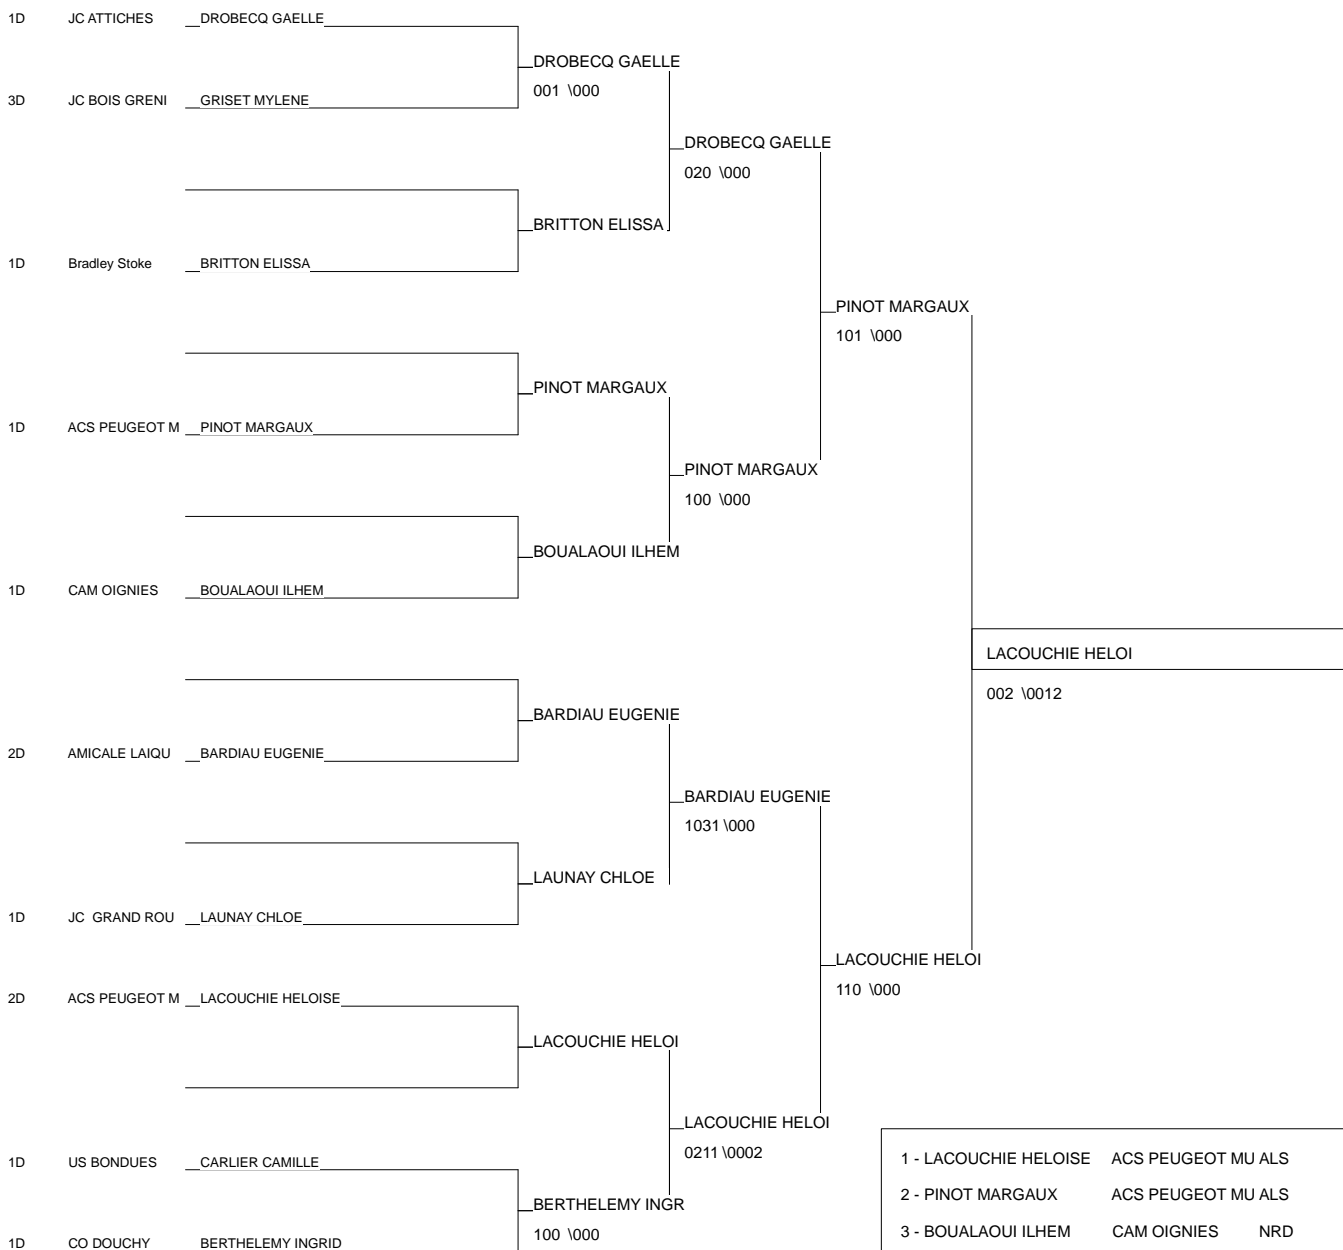 1D JC ATTICHES DROBECQ GAELLE
DROBECQ GAELLE
001 \000
3D JC BOIS GRENI GRISET MYLENE
DROBECQ GAELLE
020 \000
BRITTON ELISSA
1D Bradley Stoke BRITTON ELISSA
PINOT MARGAUX
101 \000
PINOT MARGAUX
1D ACS PEUGEOT M PINOT MARGAUX
PINOT MARGAUX
100 \000
BOUALAOUI ILHEM
1D CAM OIGNIES BOUALAOUI ILHEM
LACOUCHIE HELOI
002 \0012
BARDIAU EUGENIE
2D AMICALE LAIQU BARDIAU EUGENIE
BARDIAU EUGENIE
1031 \000
LAUNAY CHLOE
1D JC GRAND ROU LAUNAY CHLOE
LACOUCHIE HELOI
110 \000
2D ACS PEUGEOT M LACOUCHIE HELOISE
LACOUCHIE HELOI
LACOUCHIE HELOI
0211 \0002
1D US BONDUES CARLIER CAMILLE
BERTHELEMY INGR
100 \000
1D CO DOUCHY BERTHELEMY INGRID
1 - LACOUCHIE HELOISE ACS PEUGEOT MU ALS
2 - PINOT MARGAUX ACS PEUGEOT MU ALS
3 - BOUALAOUI ILHEM CAM OIGNIES NRD